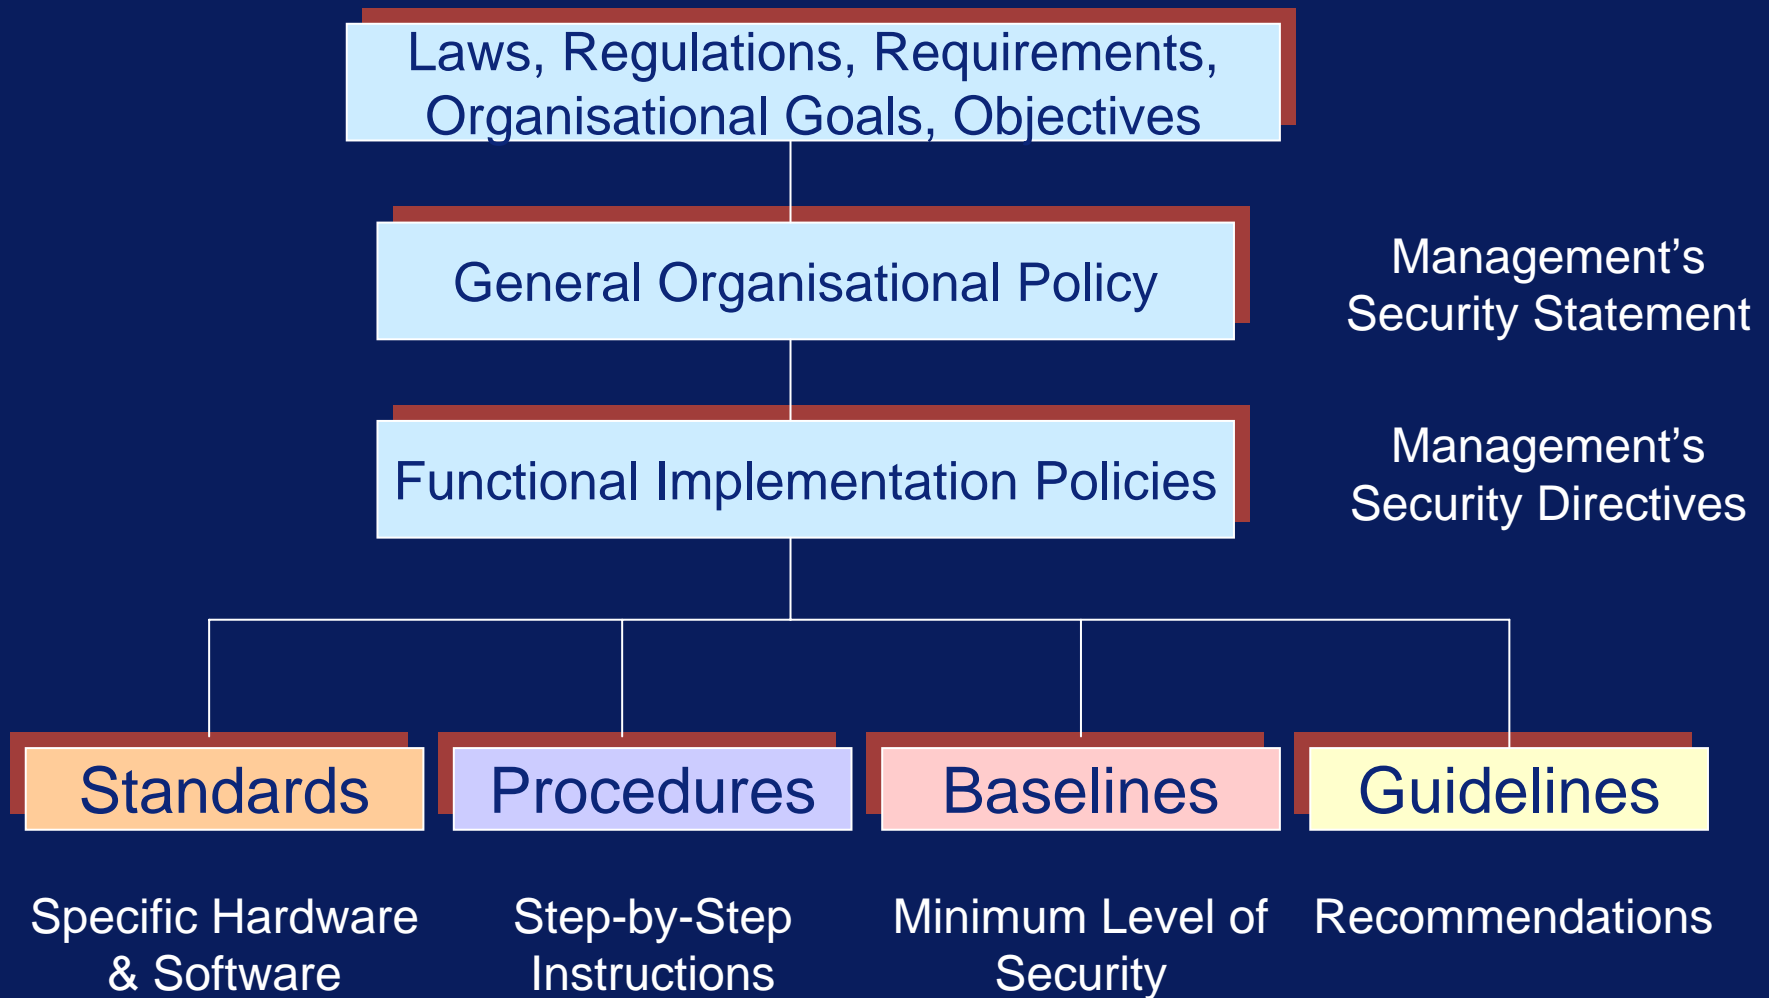 Laws, Regulations, Requirements,
Organisational Goals, Objectives
General Organisational Policy
Management’s
Security Statement
Functional Implementation Policies
Management’s
Security Directives
Standards
Procedures
Baselines
Guidelines
Specific Hardware
& Software
Step-by-Step
Instructions
Minimum Level of
Security
Recommendations